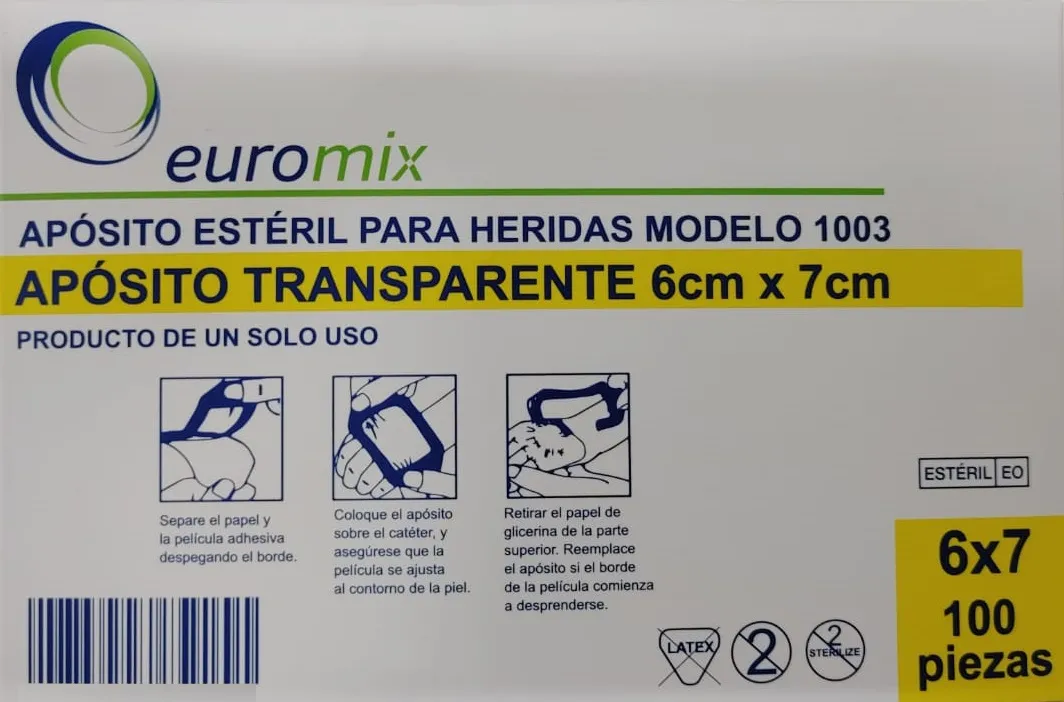 euromix
APÓSITO ESTÉRIL PARA HERIDAS MODELO 1003
APÓSITO TRANSPARENTE 6cm x 7cm
PRODUCTO DE UN SOLO USO
Separe el papel y
la película adhesiva
despegando el borde.
Coloque el apósito
sobre el catéter, y
asegúrese que la
película se ajusta
al contorno de la piel.
Retirar el papel de
glicerina de la parte
superior. Reemplace
el apósito si el borde
de la película comienza
a desprenderse.
ESTÉRIL EO
6x7
100
piezas
LATEX
2
2
STERILIZE